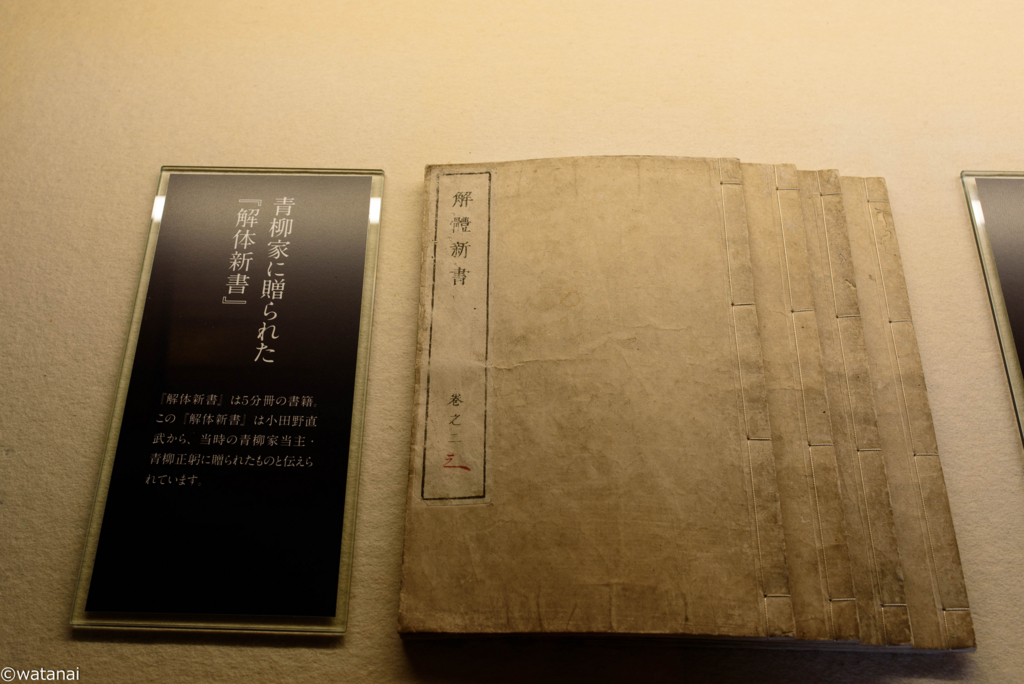 青柳家に贈られた
『解体新書』
『解体新書』は5分冊の書籍。
この『解体新書』は小田野直
武から、当時の青柳家当主・
青柳正躬に贈られたものと伝えら
れています。
解體新書
卷之二
©watanai